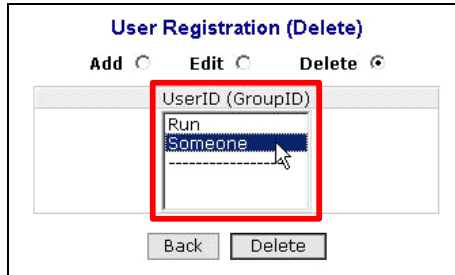 User Registration (Delete)
Add Edit Delete
UserID (GroupID)
Run
Someone
------------------
Back Delete